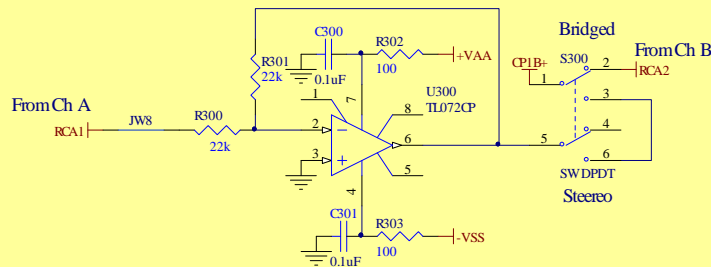 Bridged
From Ch B
C300
0.1uF
R302
100
+VAA
R301
22k
CP1B+
S300
1
2
RCA2
3
4
5
6
SWDPDT
Steereo
From Ch A
RCA1
JW8
R300
22k
1
7
U300
TL072CP
8
2
3
6
5
4
C301
0.1uF
R303
100
-VSS